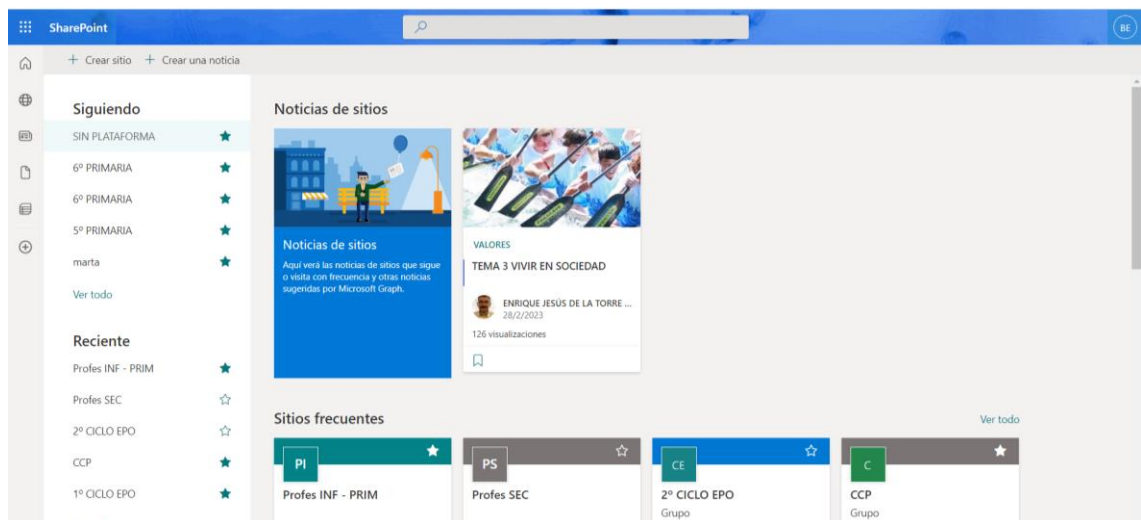 SharePoint
BE
+ Crear sitio + Crear una noticia
Siguiendo
SIN PLATAFORMA
6º PRIMARIA
6º PRIMARIA
5º PRIMARIA
marta
Ver todo
Reciente
Profes INF - PRIM
Profes SEC
2º CICLO EPO
CCP
1º CICLO EPO
Noticias de sitios
Noticias de sitios
Aquí verá las noticias de sitios que sigue
o visita con frecuencia y otras noticias
sugeridas por Microsoft Graph.
VALORES
TEMA 3 VIVIR EN SOCIEDAD
ENRIQUE JESÚS DE LA TORRE ...
28/2/2023
126 visualizaciones
Sitios frecuentes
Ver todo
PI
Profes INF - PRIM
PS
Profes SEC
CE
2º CICLO EPO
Grupo
C
CCP
Grupo